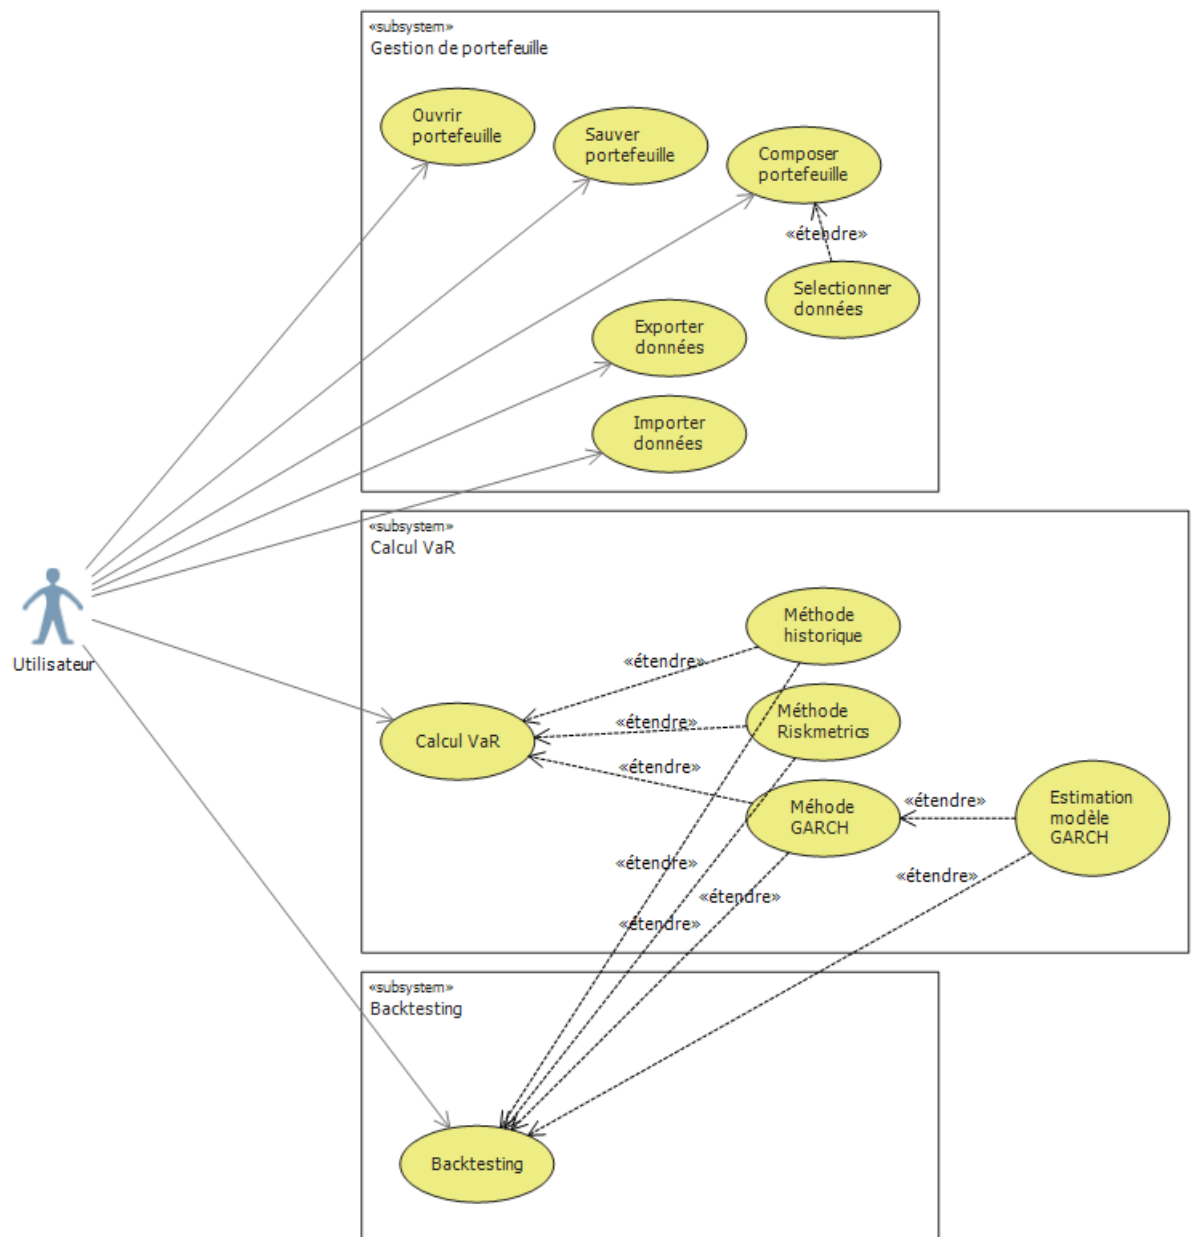 «subsystem»
Gestion de portefeuille
Ouvrir
portefeuille
Sauver
portefeuille
Composer
portefeuille
«étendre»
Selectionner
données
Exporter
données
Importer
données
«subsystem»
Calcul VaR
Utilisateur
Méthode
historique
«étendre»
Méthode
Riskmetrics
«étendre»
Calcul VaR
«étendre»
Méhode
GARCH
«étendre»
Estimation
modèle
GARCH
«étendre»
«étendre»
«étendre»
«étendre»
«subsystem»
Backtesting
Backtesting